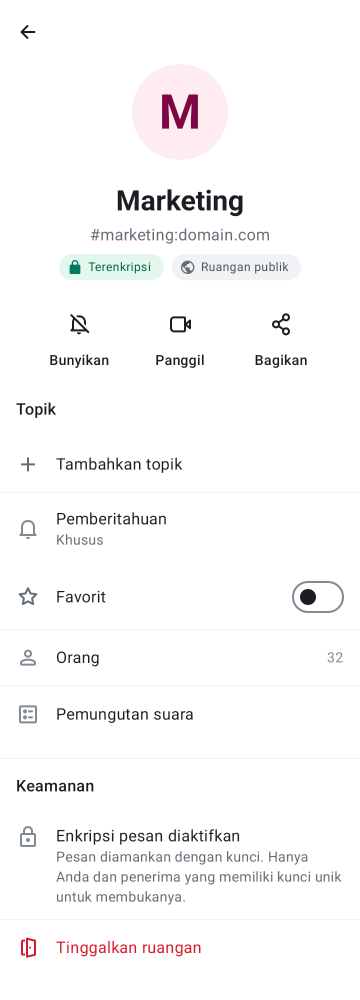 M
Marketing
#marketing:domain.com
Terenkripsi Ruangan publik
Bunyikan Panggil Bagikan
Topik
Tambahkan topik
Pemberitahuan
Khusus
Favorit
Orang 32
Pemungutan suara
Keamanan
Enkripsi pesan diaktifkan
Pesan diamankan dengan kunci. Hanya
Anda dan penerima yang memiliki kunci unik
untuk membukanya.
Tinggalkan ruangan